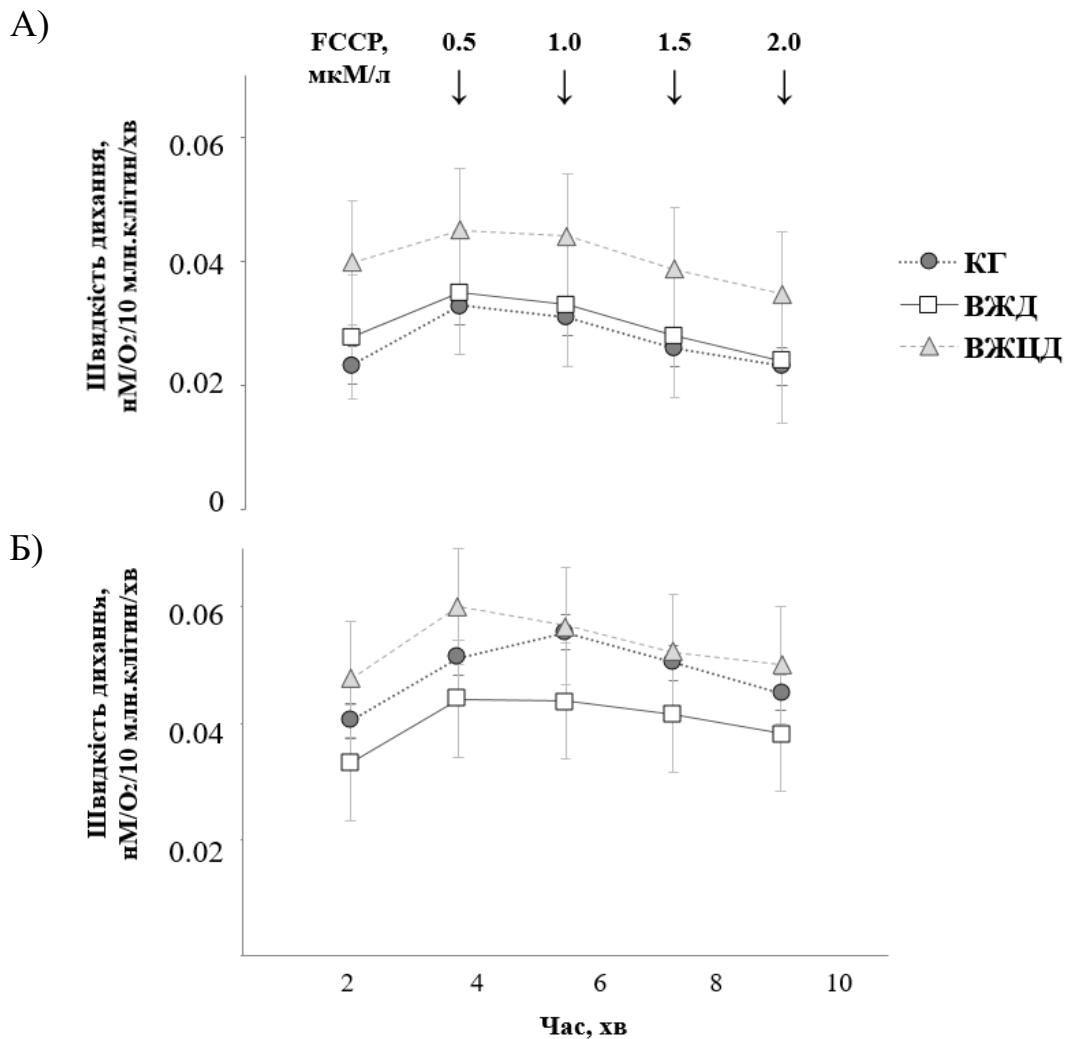 А)
FCCP, 0.5 1.0 1.5 2.0
мкМ/л
Швидкість дихання,
нМ/О₂/10 млн.клітин/хв
0.06
0.04
0.02
0
КГ
ВЖД
ВЖЦД
Б)
Швидкість дихання,
нМ/О₂/10 млн.клітин/хв
0.06
0.04
0.02
2 4 6 8 10
Час, хв